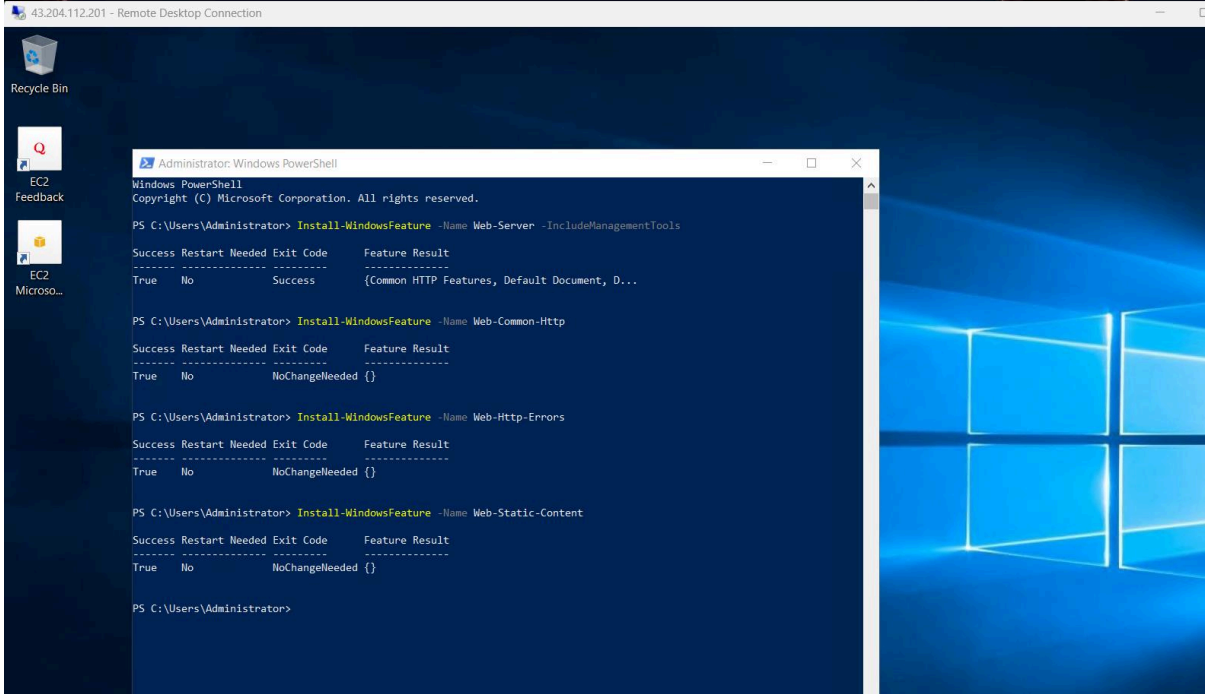 43.204.112.201 - Remote Desktop Connection
Recycle Bin
EC2
Feedback
EC2
Microso...
Administrator: Windows PowerShell
Windows PowerShell
Copyright (C) Microsoft Corporation. All rights reserved.
PS C:\Users\Administrator> Install-WindowsFeature -Name Web-Server -IncludeManagementTools
Success Restart Needed Exit Code      Feature Result
------- -------------- ---------      --------------
True    No             Success        {Common HTTP Features, Default Document, D...
PS C:\Users\Administrator> Install-WindowsFeature -Name Web-Common-Http
Success Restart Needed Exit Code      Feature Result
------- -------------- ---------      --------------
True    No             NoChangeNeeded {}
PS C:\Users\Administrator> Install-WindowsFeature -Name Web-Http-Errors
Success Restart Needed Exit Code      Feature Result
------- -------------- ---------      --------------
True    No             NoChangeNeeded {}
PS C:\Users\Administrator> Install-WindowsFeature -Name Web-Static-Content
Success Restart Needed Exit Code      Feature Result
------- -------------- ---------      --------------
True    No             NoChangeNeeded {}
PS C:\Users\Administrator>